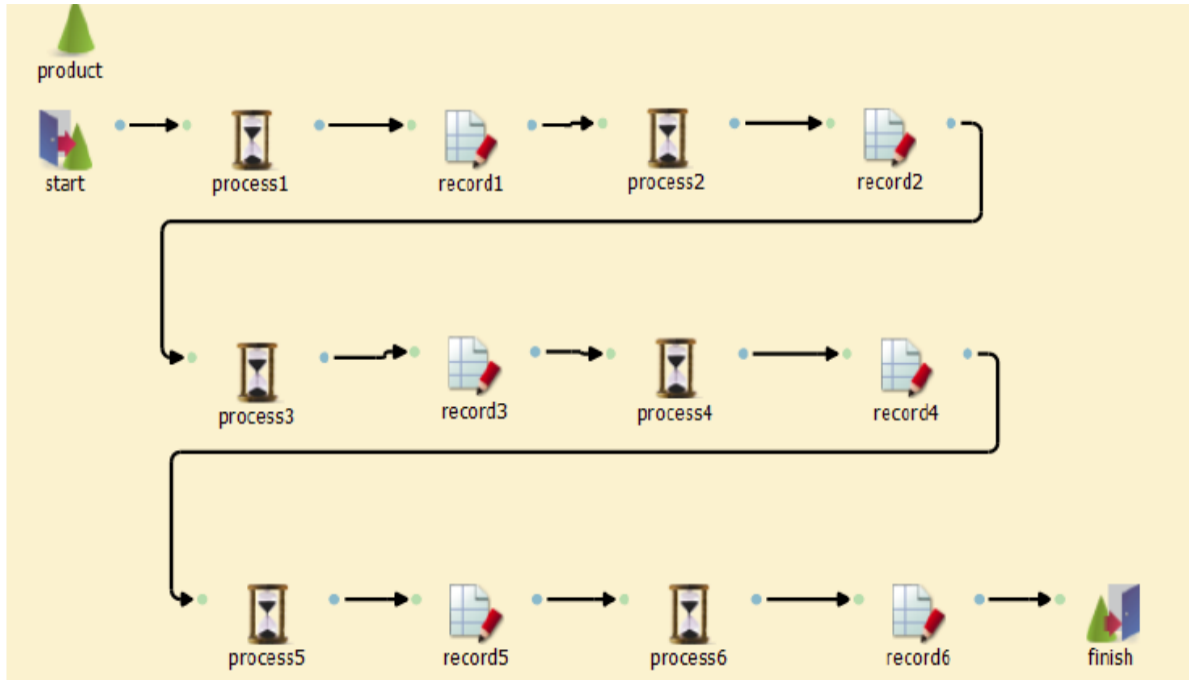 product
start
process1
record1
process2
record2
process3
record3
process4
record4
process5
record5
process6
record6
finish